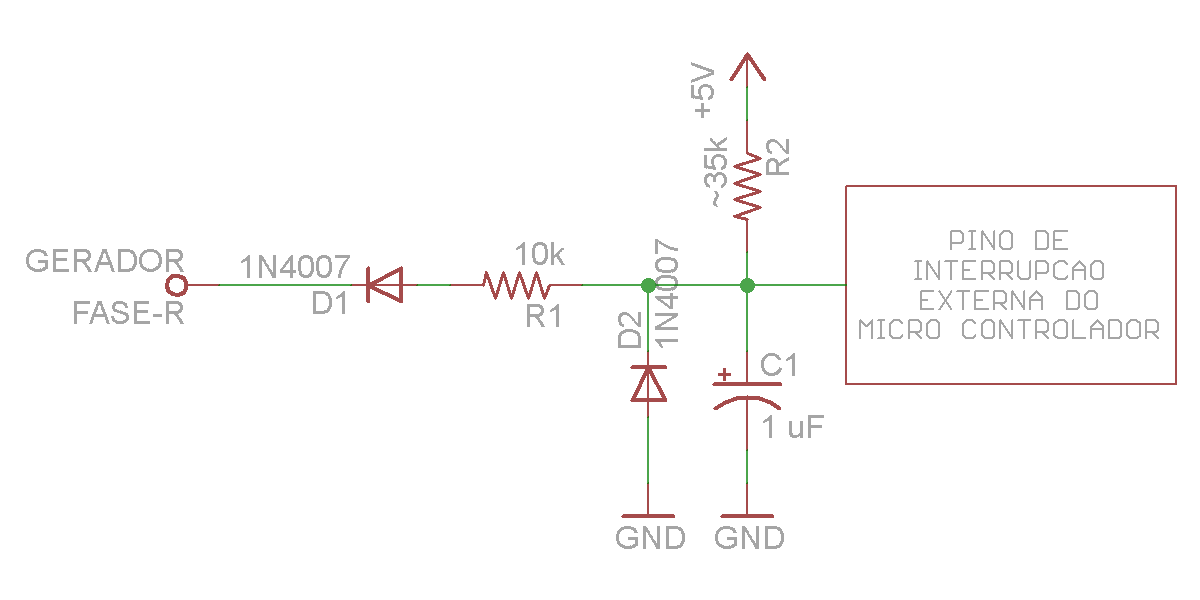 +5V
~35k
R2
GERADOR
FASE-R
1N4007
D1
10k
R1
1N4007
D2
C1
+
1 uF
PINO DE
INTERRUPCAO
EXTERNA DO
MICRO CONTROLADOR
GND
GND